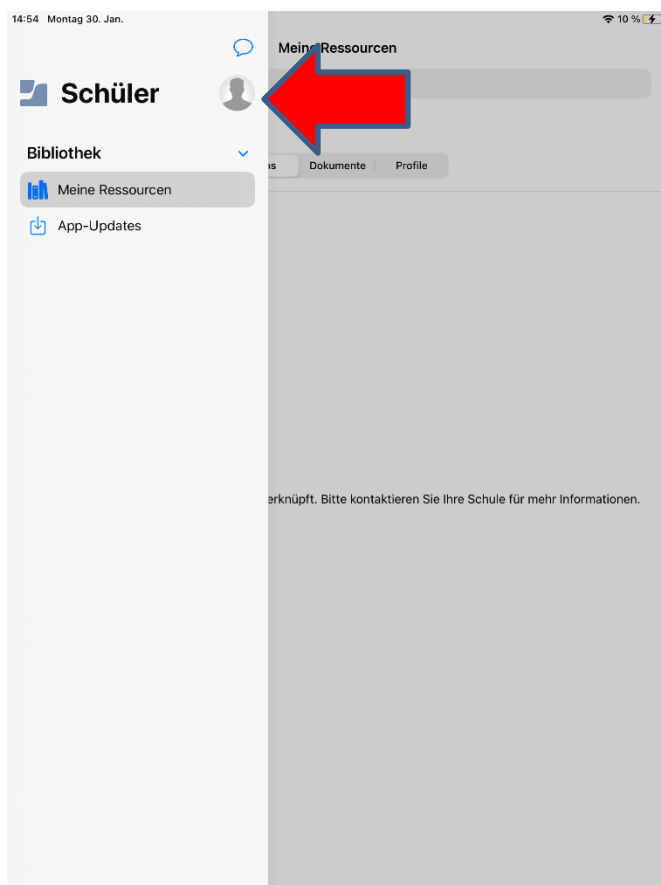 14:54 Montag 30. Jan.
10 %
Meine Ressourcen
Schüler
Bibliothek
Dokumente
Profile
Meine Ressourcen
App-Updates
Bitte kontaktieren Sie Ihre Schule für mehr Informationen.